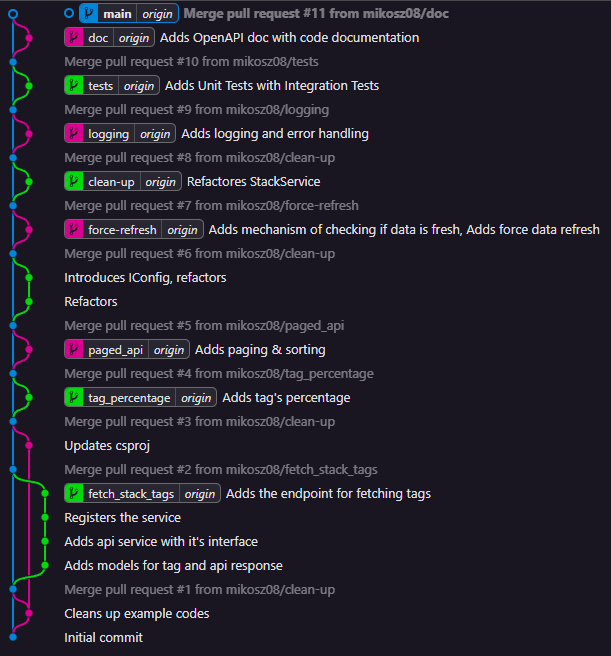 main origin Merge pull request #11 from mikosz08/doc
doc origin Adds OpenAPI doc with code documentation
Merge pull request #10 from mikosz08/tests
tests origin Adds Unit Tests with Integration Tests
Merge pull request #9 from mikosz08/logging
logging origin Adds logging and error handling
Merge pull request #8 from mikosz08/clean-up
clean-up origin Refactores StackService
Merge pull request #7 from mikosz08/force-refresh
force-refresh origin Adds mechanism of checking if data is fresh, Adds force data refresh
Merge pull request #6 from mikosz08/clean-up
Introduces IConfig, refactors
Refactors
Merge pull request #5 from mikosz08/paged_api
paged_api origin Adds paging & sorting
Merge pull request #4 from mikosz08/tag_percentage
tag_percentage origin Adds tag's percentage
Merge pull request #3 from mikosz08/clean-up
Updates csproj
Merge pull request #2 from mikosz08/fetch_stack_tags
fetch_stack_tags origin Adds the endpoint for fetching tags
Registers the service
Adds api service with it's interface
Adds models for tag and api response
Merge pull request #1 from mikosz08/clean-up
Cleans up example codes
Initial commit